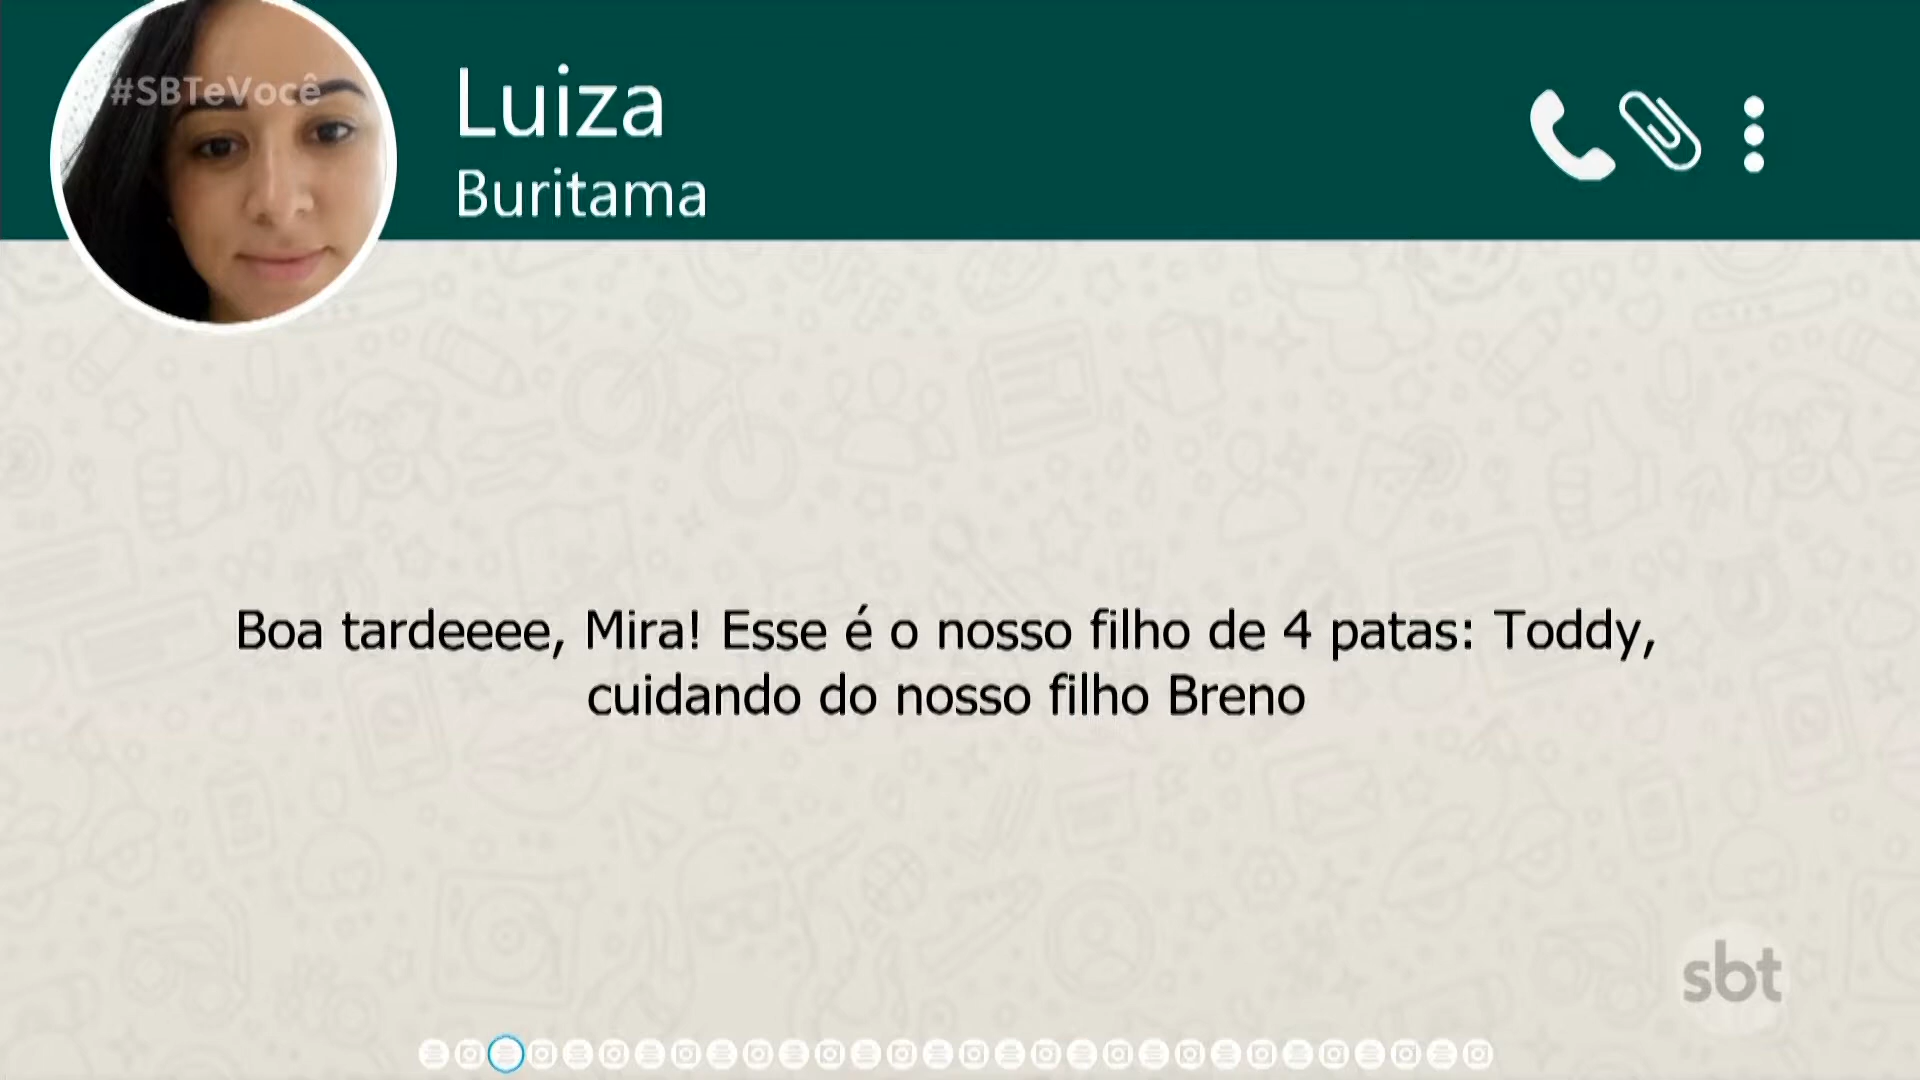 #SBTeVocê
Luiza
Buritama
Boa tardeeee, Mira! Esse é o nosso filho de 4 patas: Toddy,
cuidando do nosso filho Breno
sbt